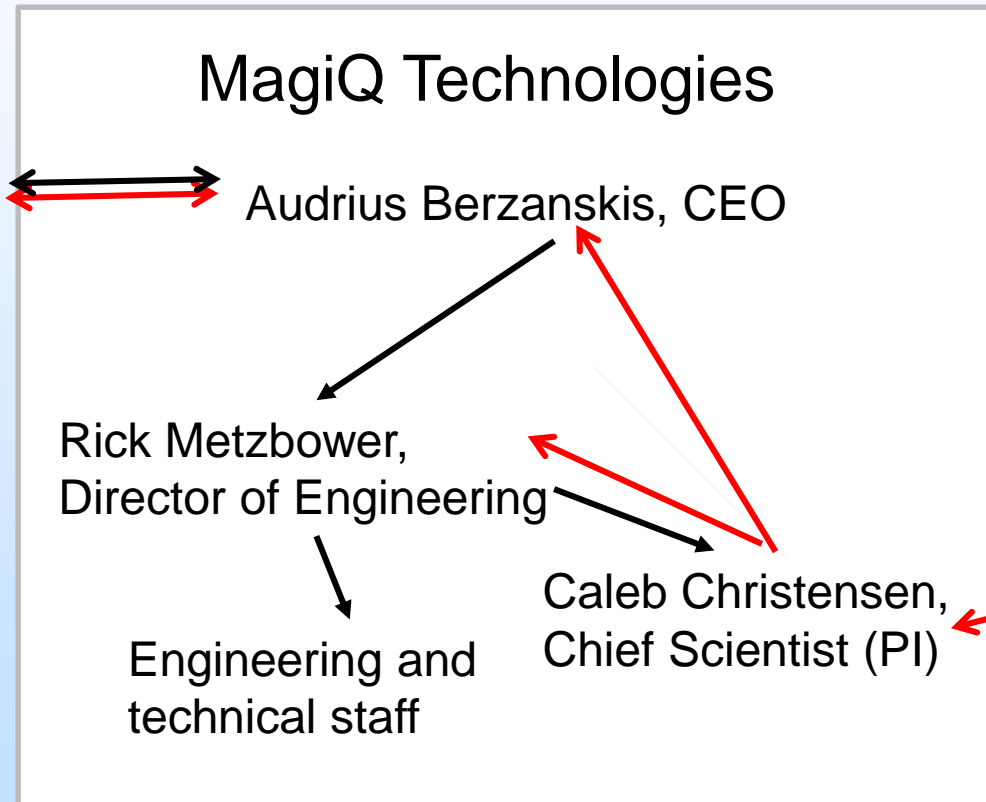 MagiQ Technologies
Audrius Berzanskis, CEO
Rick Metzbower,
Director of Engineering
Caleb Christensen,
Chief Scientist (PI)
Engineering and
technical staff